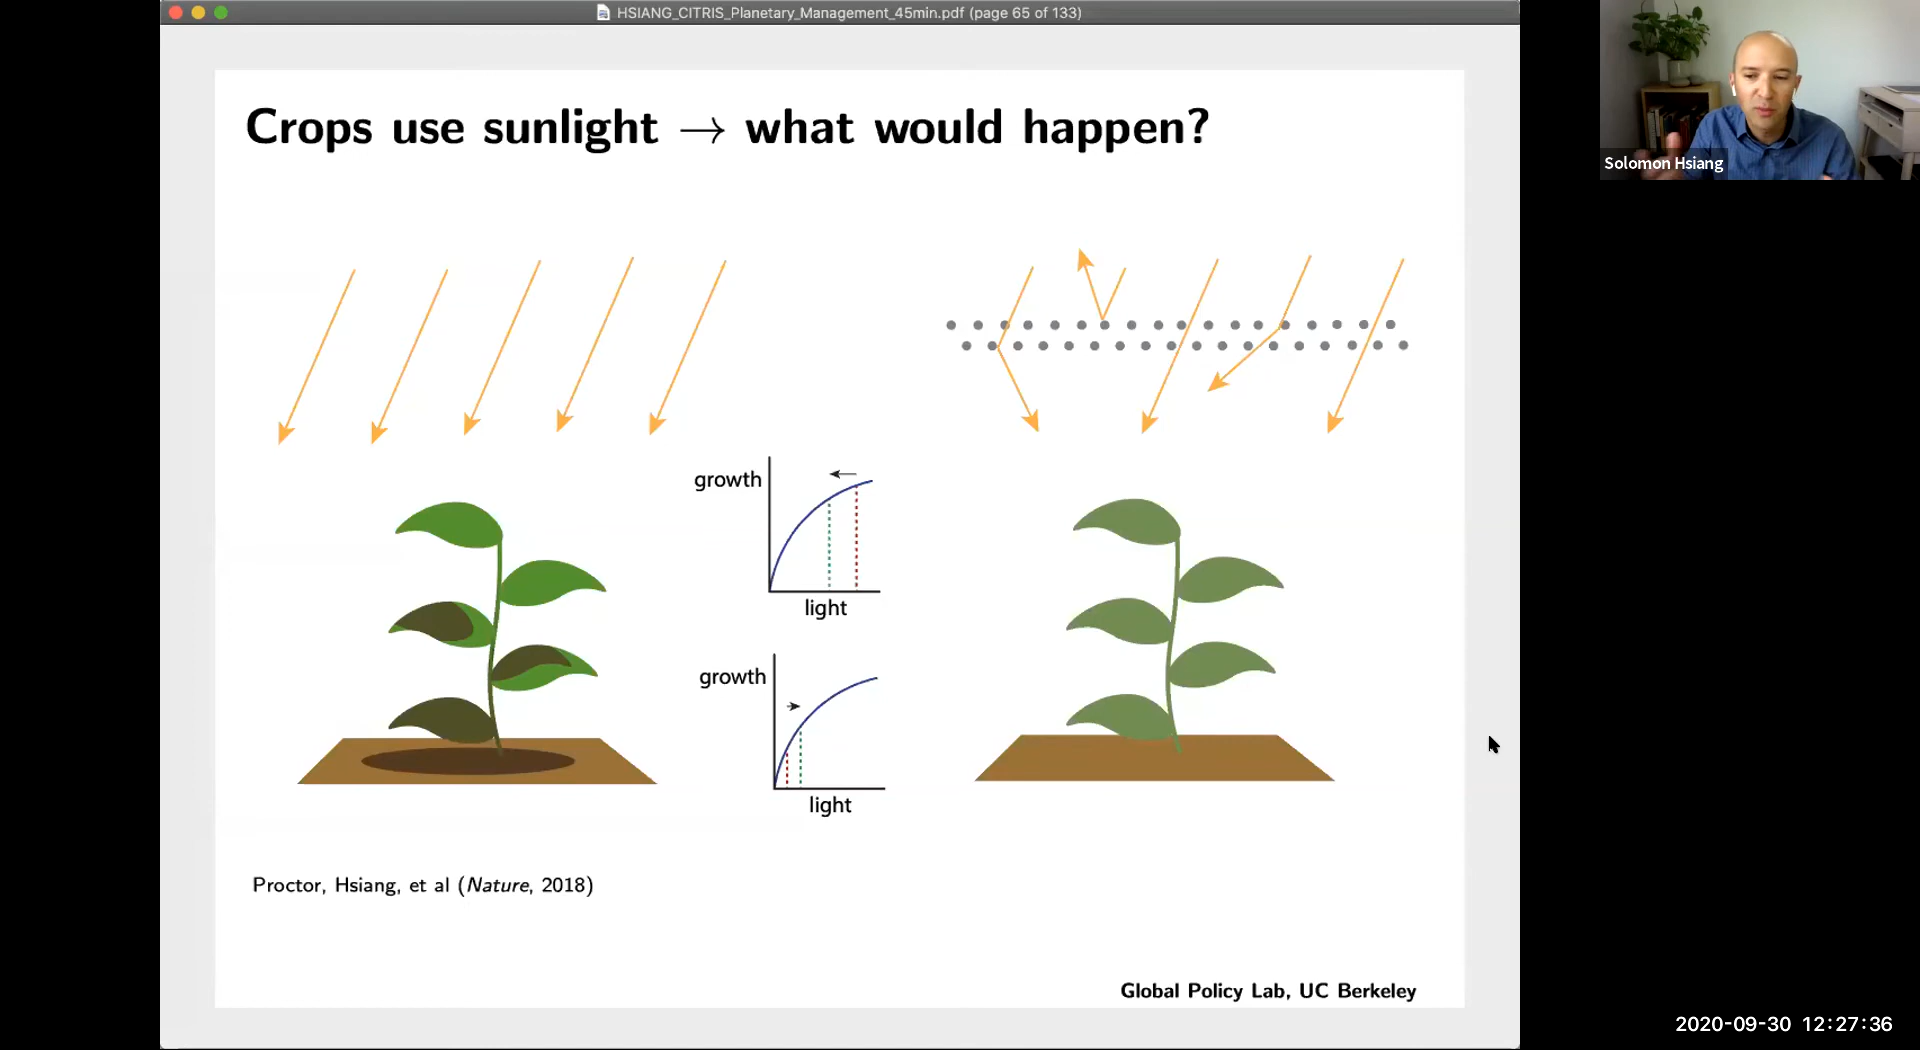 HSIANG_CITRIS_Planetary_Management_45min.pdf (page 65 of 133)
Solomon Hsiang
Crops use sunlight → what would happen?
growth
light
growth
light
Proctor, Hsiang, et al (Nature, 2018)
Global Policy Lab, UC Berkeley
2020-09-30 12:27:36